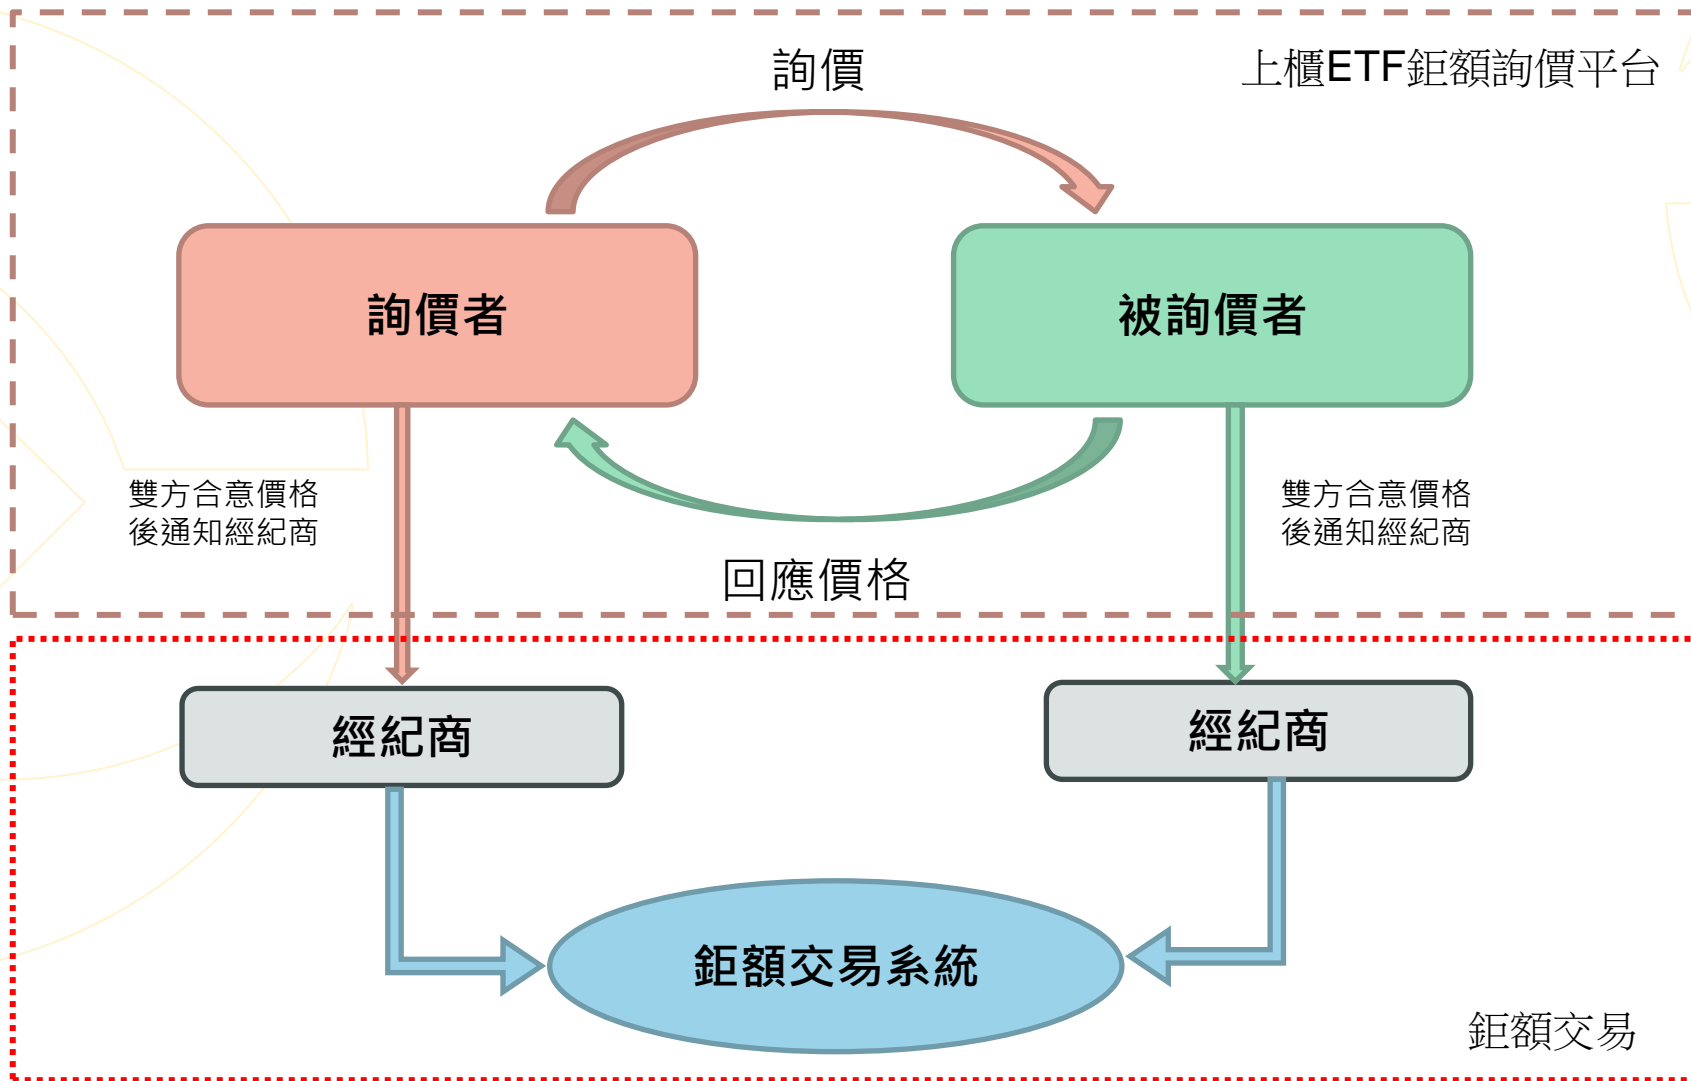 詢價
上櫃ETF鉅額詢價平台
詢價者
被詢價者
雙方合意價格
後通知經紀商
雙方合意價格
後通知經紀商
回應價格
經紀商
經紀商
鉅額交易系統
鉅額交易